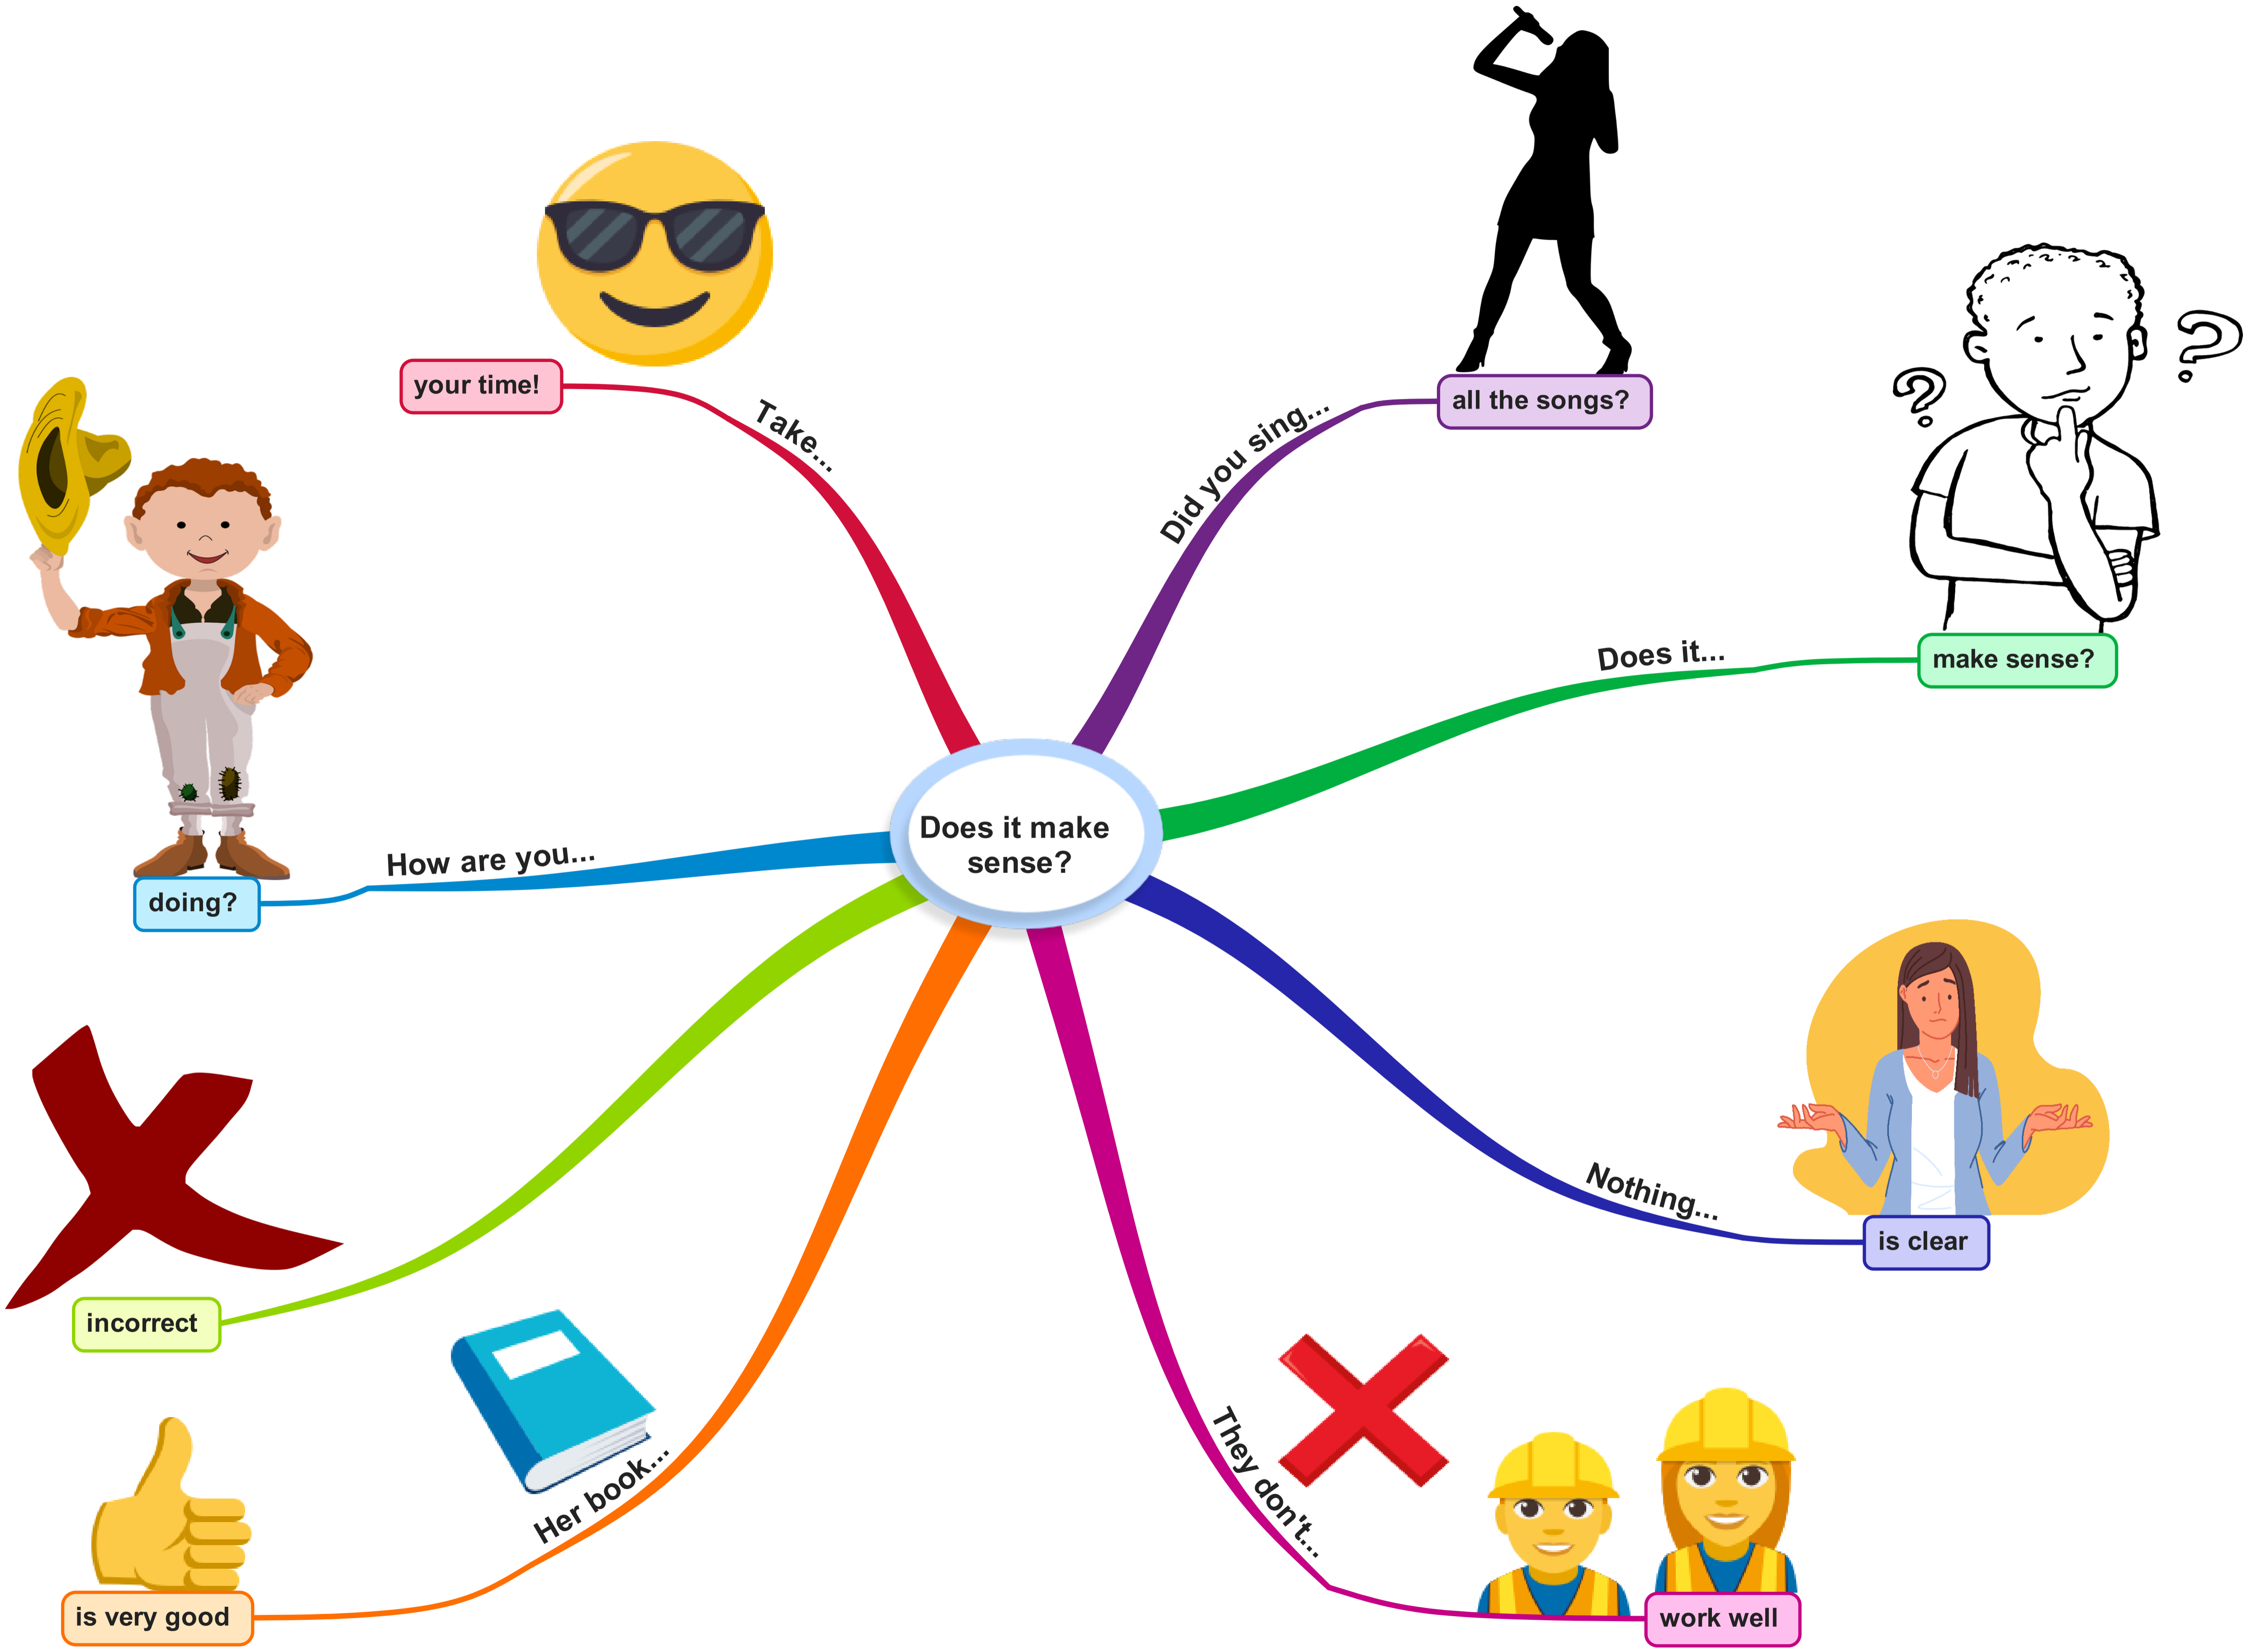 Does it make
sense?
Did you sing...
all the songs?
Does it...
make sense?
Nothing...
is clear
They don't...
work well
Her book...
is very good
incorrect
How are you...
doing?
Take...
your time!